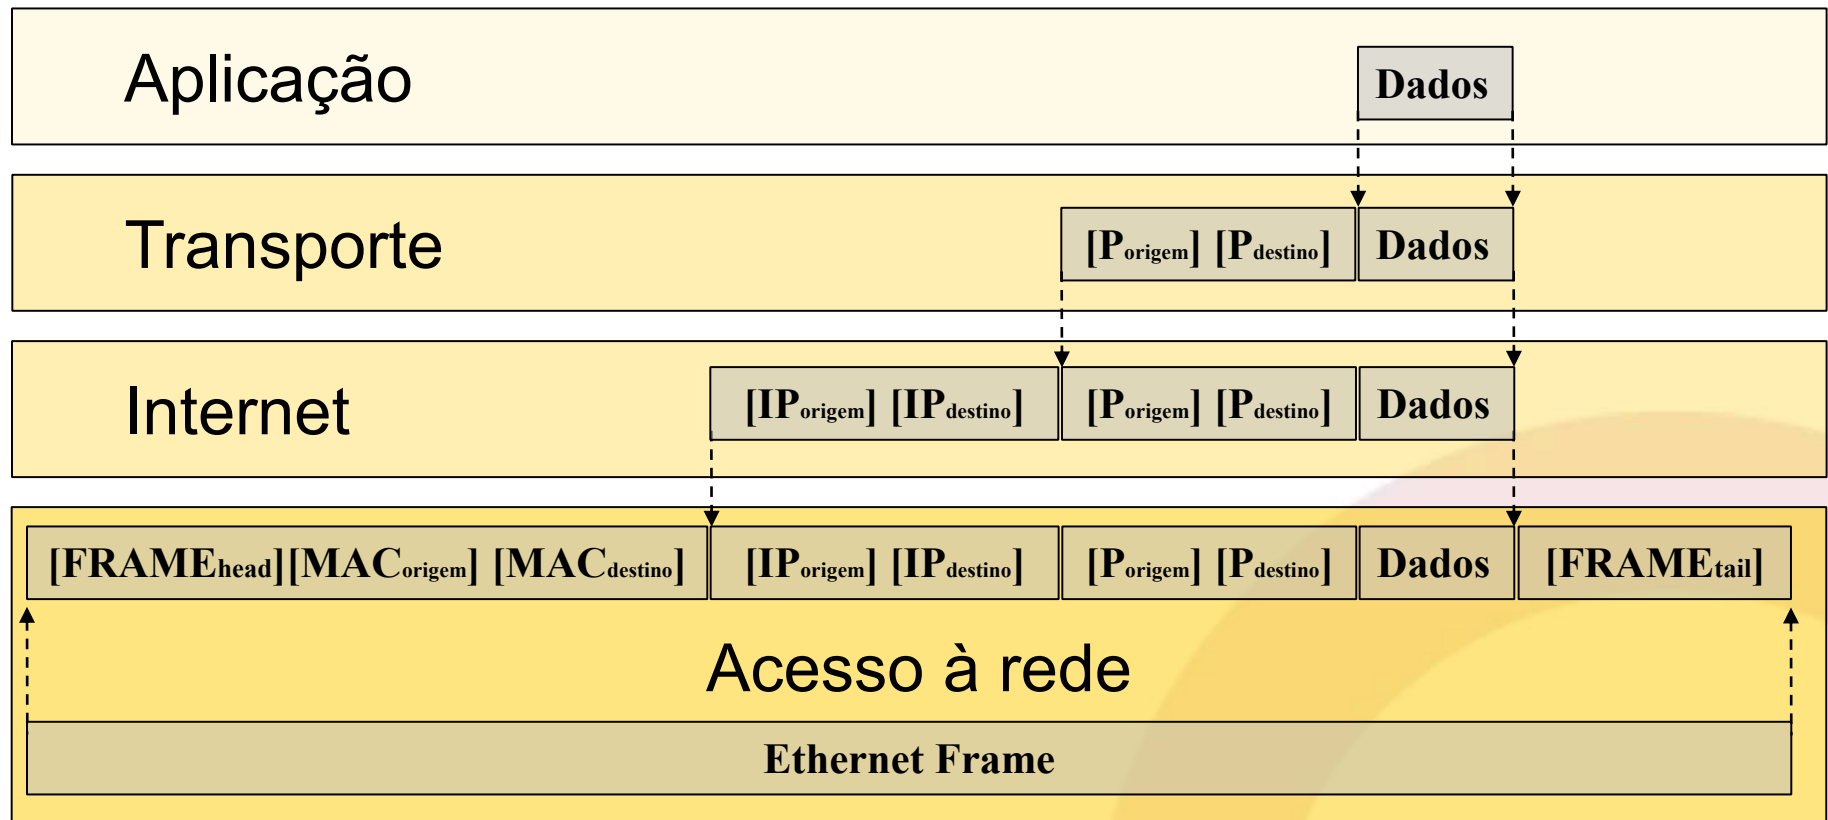 Aplicação Dados
Transporte [Porigem] [Pdestino] Dados
Internet [IPorigem] [IPdestino] [Porigem] [Pdestino] Dados
[FRAMEhead][MACorigem] [MACdestino] [IPorigem] [IPdestino] [Porigem] [Pdestino] Dados [FRAMEtail]
Acesso à rede
Ethernet Frame